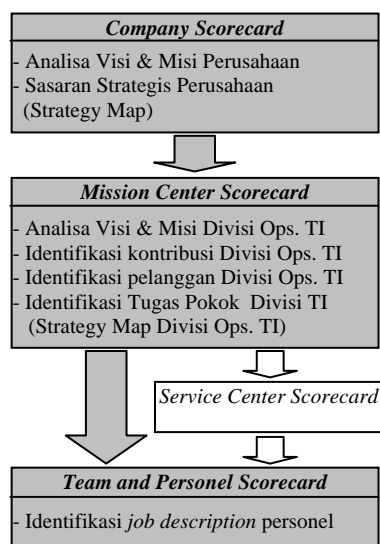 Company Scorecard
- Analisa Visi & Misi Perusahaan
- Sasaran Strategis Perusahaan
(Strategy Map)
Mission Center Scorecard
- Analisa Visi & Misi Divisi Ops. TI
- Identifikasi kontribusi Divisi Ops. TI
- Identifikasi pelanggan Divisi Ops. TI
- Identifikasi Tugas Pokok Divisi TI
(Strategy Map Divisi Ops. TI)
Service Center Scorecard
Team and Personel Scorecard
- Identifikasi job description personel